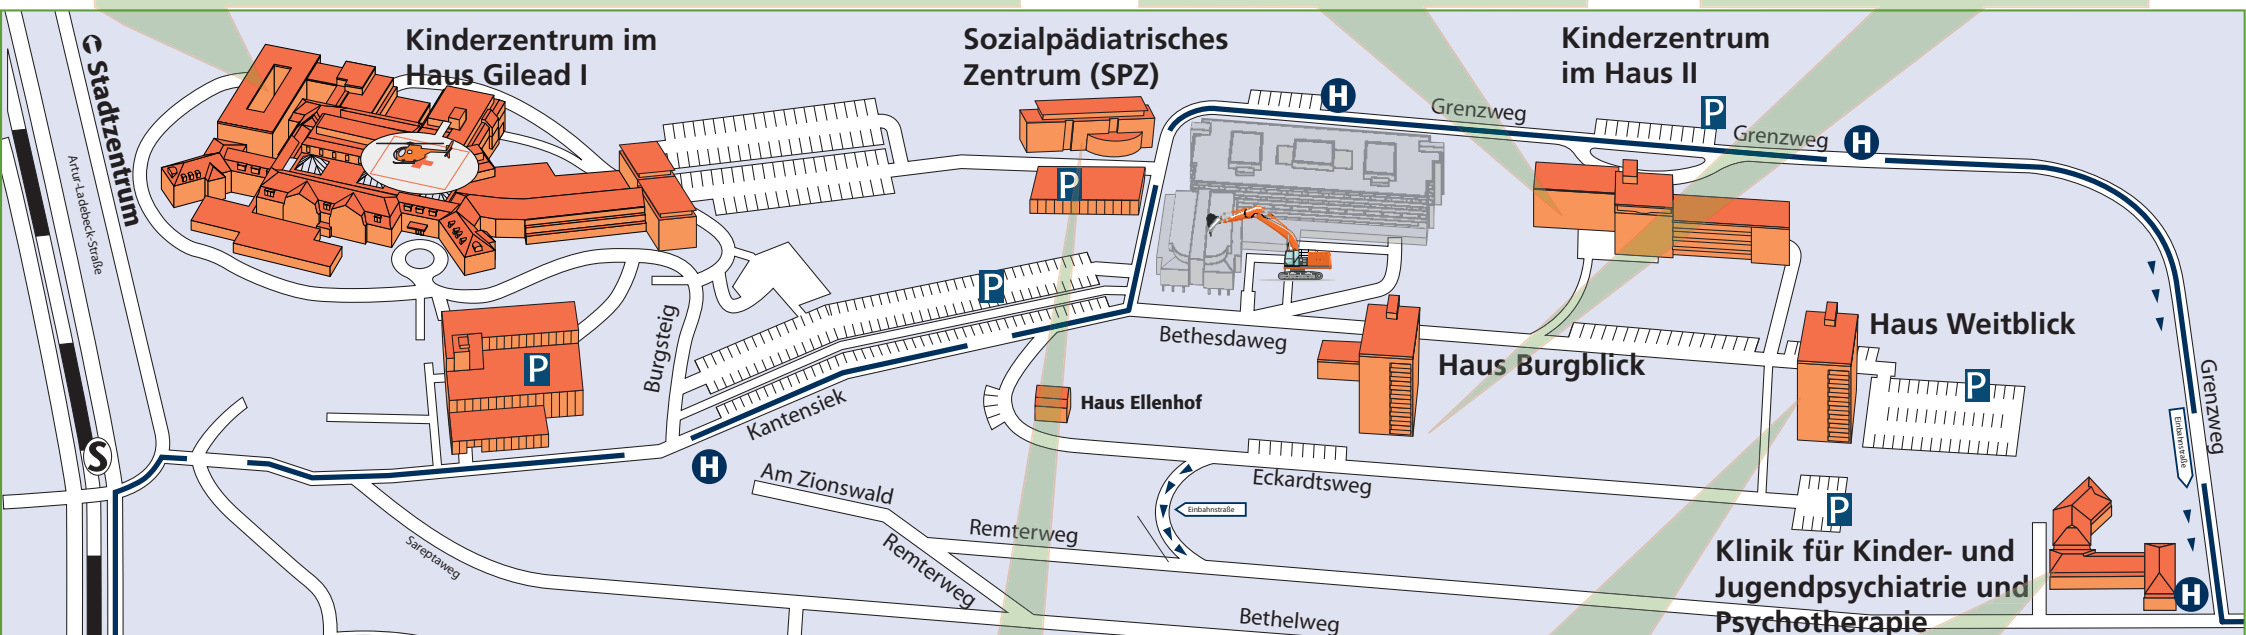 Kinderzentrum im
Haus Gilead I
Sozialpädiatrisches
Zentrum (SPZ)
Kinderzentrum
im Haus II
Stadtzentrum
Artur-Ladebeck-Straße
H
Grenzweg
P
Grenzweg
H
P
P
Burgsteig
Bethesdaweg
Haus Weitblick
Haus Burgblick
P
P
Haus Ellenhof
Kantensiek
Grenzweg
Einbahnstraße
S
H
Am Zionswald
Eckardtsweg
Einbahnstraße
P
Remterweg
Remterweg
Sareptaweg
Klinik für Kinder- und
Jugendpsychiatrie und
Psychotherapie
H
Bethelweg